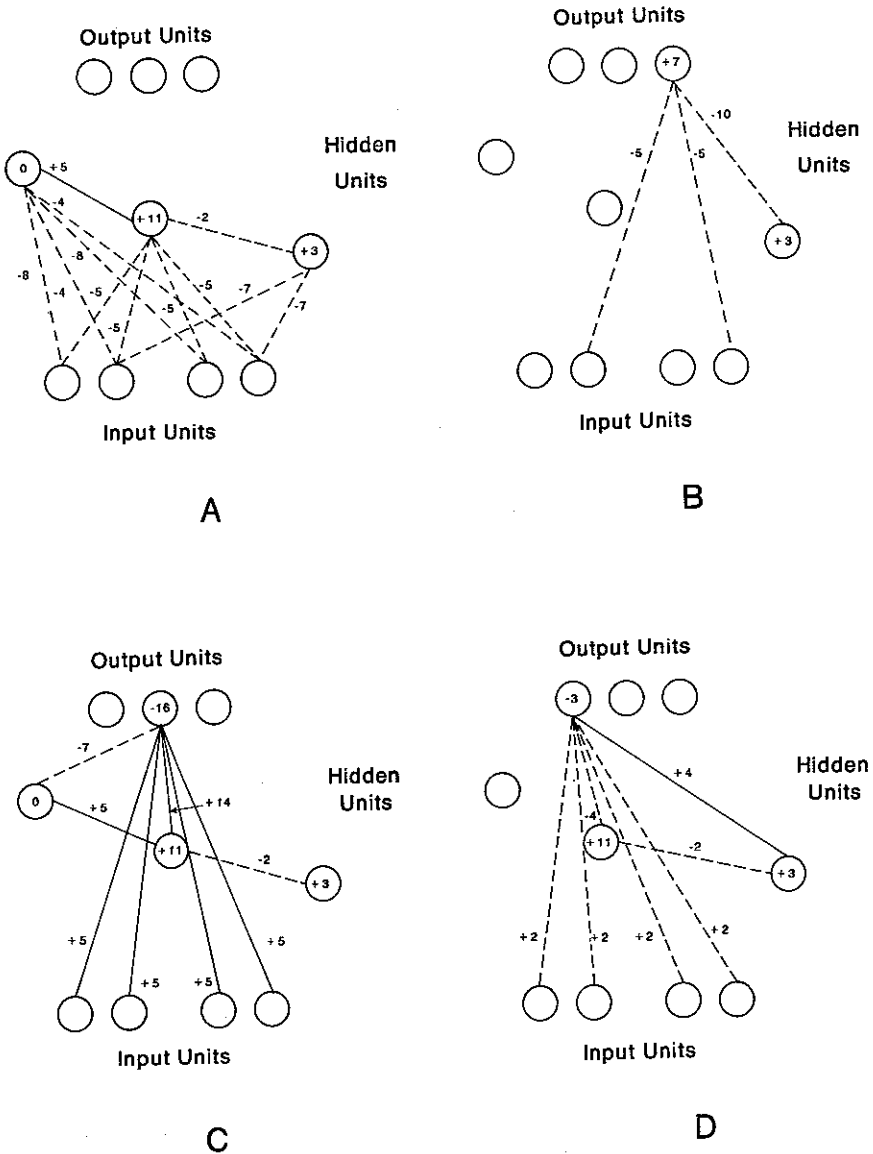 Output Units
0
+5
Hidden
Units
-4
+11
-2
+3
-8
-8
-4
-5
-5
-5
-5
-7
-7
Input Units
A
Output Units
+7
-10
Hidden
Units
-5
-5
+3
Input Units
B
Output Units
-16
-7
Hidden
Units
0
+5
+14
+11
-2
+3
+5
+5
+5
+5
Input Units
C
Output Units
-3
+4
Hidden
Units
-4
+11
-2
+3
+2
+2
+2
+2
Input Units
D